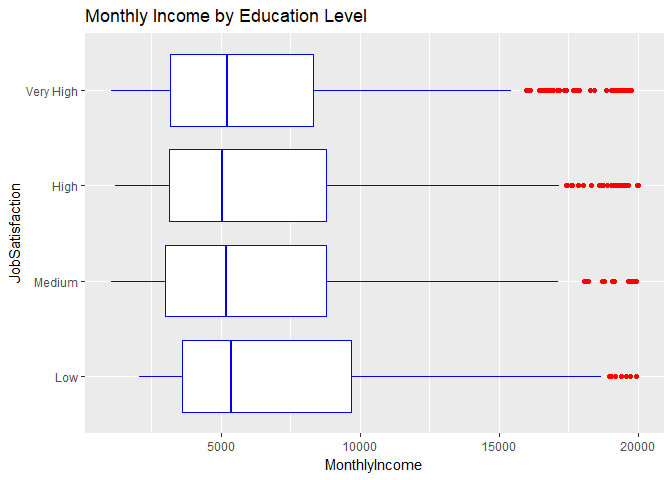 Monthly Income by Education Level
JobSatisfaction
Very High
High
Medium
Low
5000
10000
15000
20000
MonthlyIncome